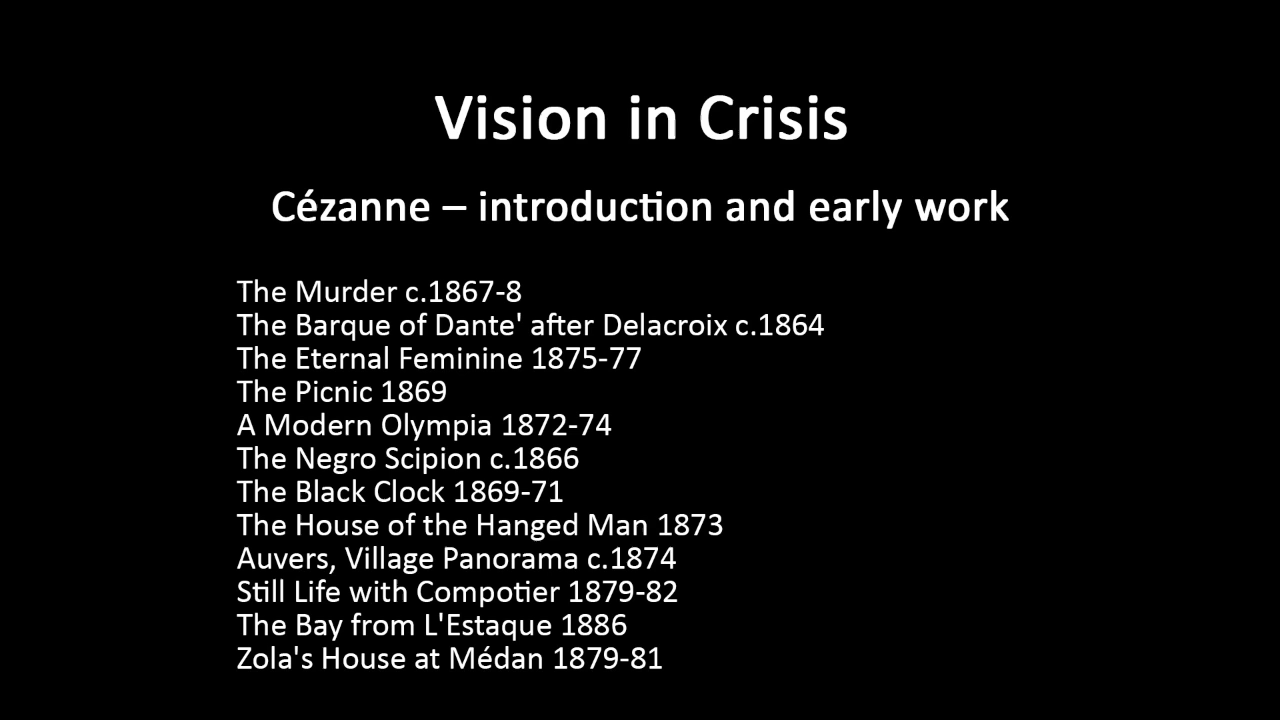 Vision in Crisis
Cézanne – introduction and early work
The Murder c.1867-8
The Barque of Dante' after Delacroix c.1864
The Eternal Feminine 1875-77
The Picnic 1869
A Modern Olympia 1872-74
The Negro Scipion c.1866
The Black Clock 1869-71
The House of the Hanged Man 1873
Auvers, Village Panorama c.1874
Still Life with Compotier 1879-82
The Bay from L'Estaque 1886
Zola's House at Médan 1879-81